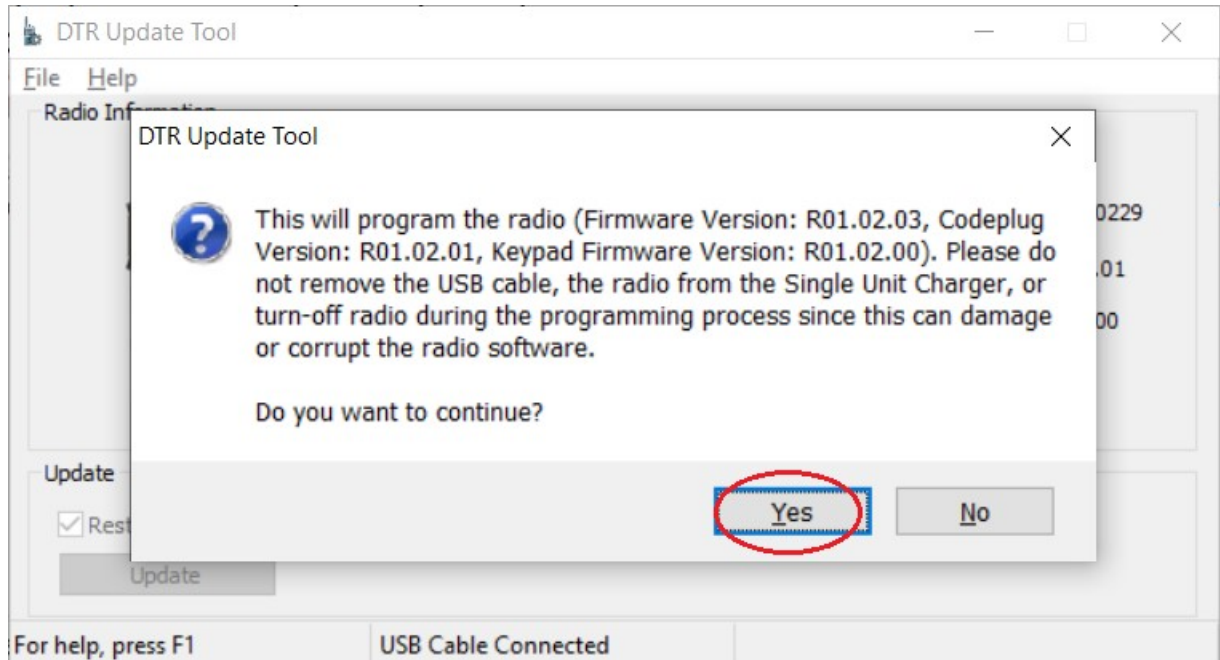 DTR Update Tool
File Help
Radio Information
DTR Update Tool
This will program the radio (Firmware Version: R01.02.03, Codeplug
Version: R01.02.01, Keypad Firmware Version: R01.02.00). Please do
not remove the USB cable, the radio from the Single Unit Charger, or
turn-off radio during the programming process since this can damage
or corrupt the radio software.
Do you want to continue?
Yes No
0229
.01
00
Update
Rest
Update
For help, press F1 USB Cable Connected